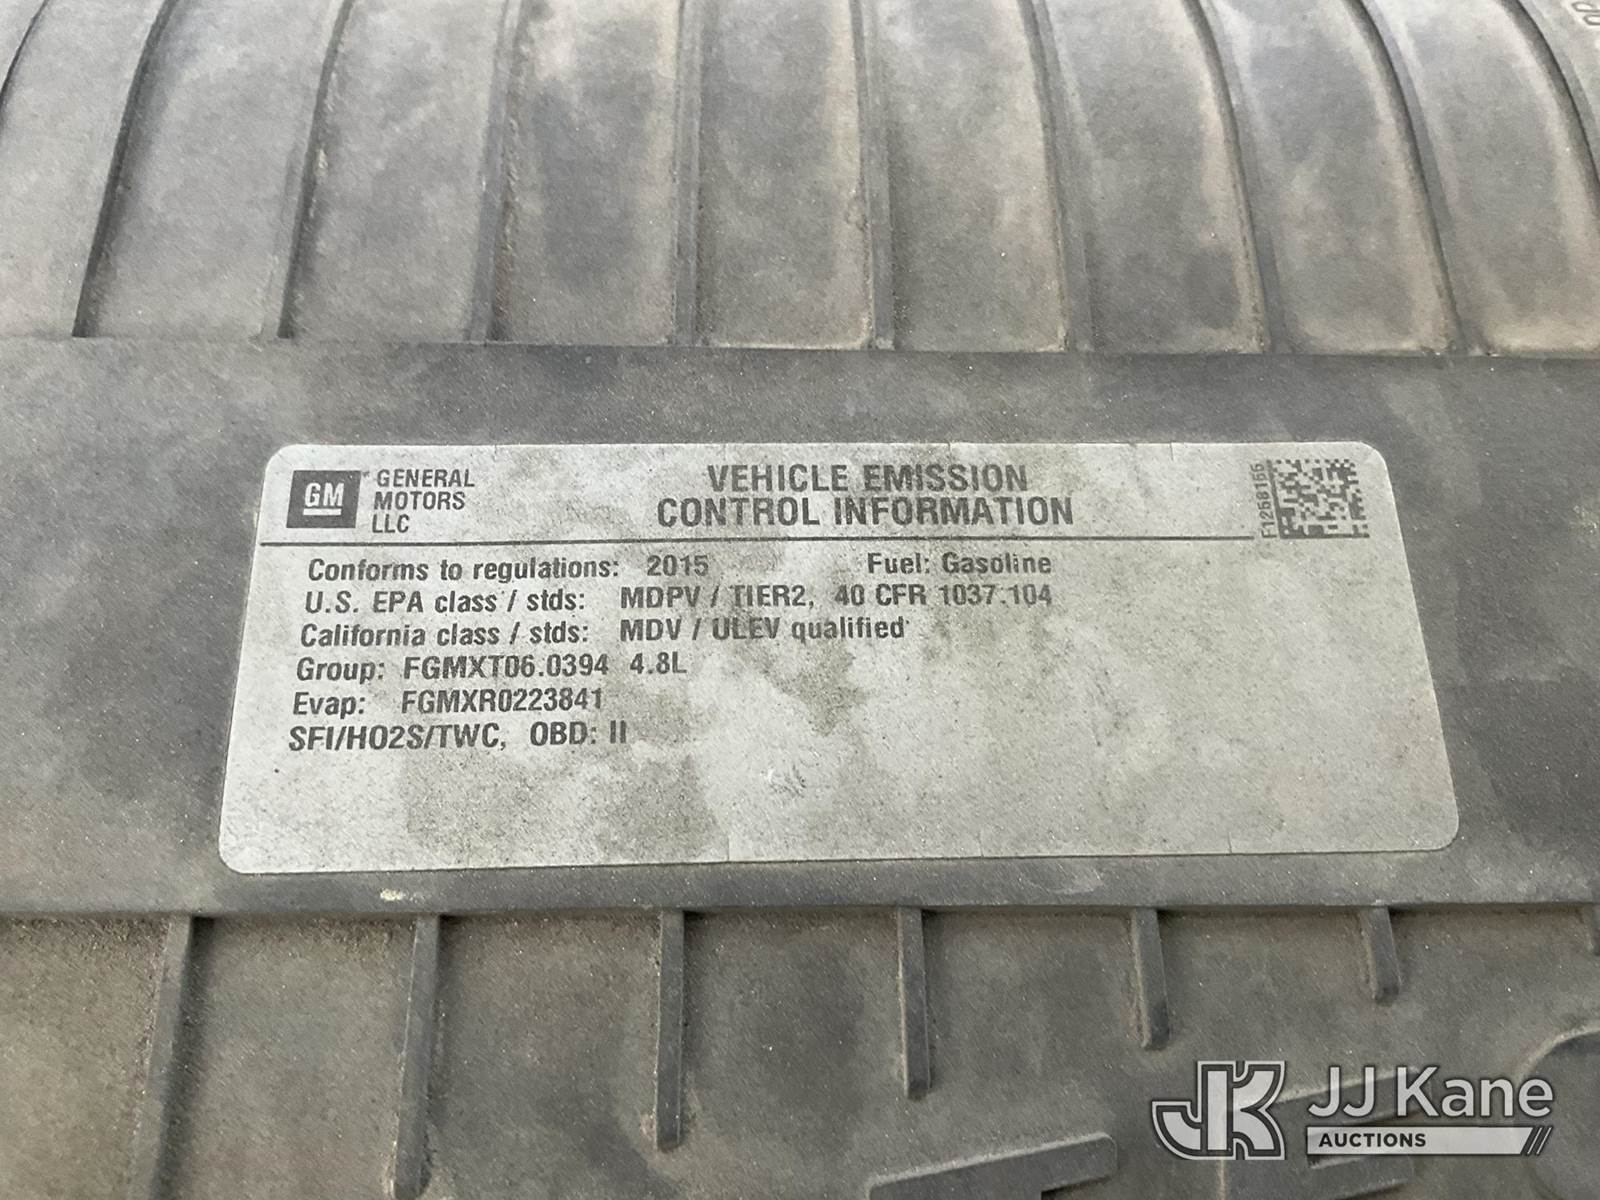 GM GENERAL MOTORS LLC
VEHICLE EMISSION
CONTROL INFORMATION
Conforms to regulations: 2015 Fuel: Gasoline
U.S. EPA class / stds: MDPV / TIER2, 40 CFR 1037.104
California class / stds: MDV / ULEV qualified
Group: FGMXT06.0394 4.8L
Evap: FGMXR0223841
SFI/HO2S/TWC, OBD: II
JK JJ Kane
AUCTIONS